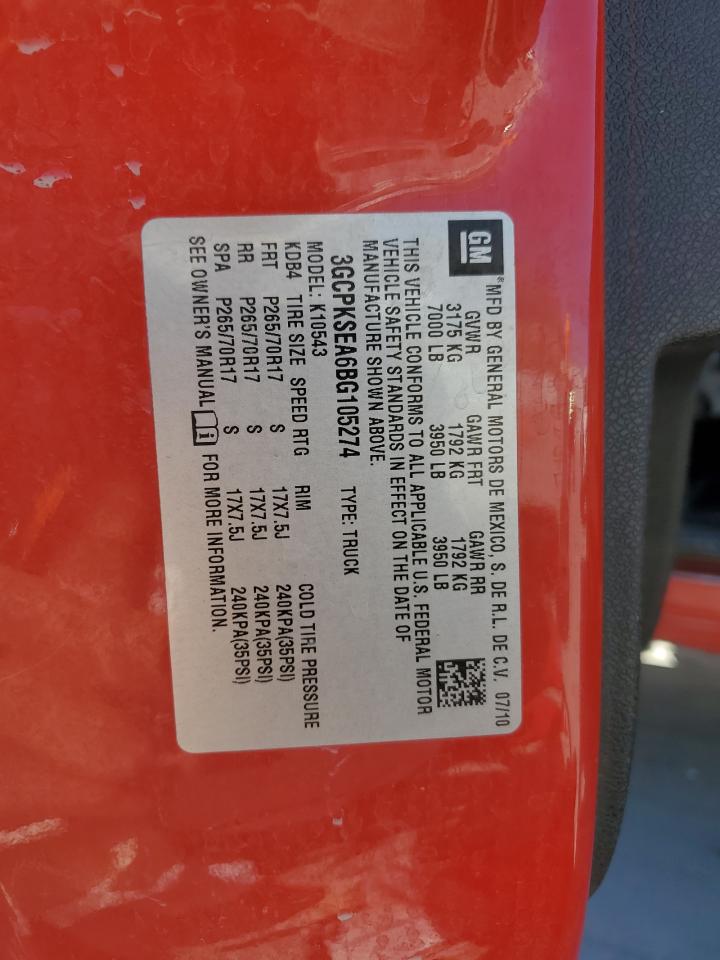 GM
®MFD BY GENERAL MOTORS DE MEXICO, S. DE R.L. DE C.V. 07/10
GVWR GAWR FRT GAWR RR
3175 KG 1792 KG 1792 KG
7000 LB 3950 LB 3950 LB
THIS VEHICLE CONFORMS TO ALL APPLICABLE U.S. FEDERAL MOTOR
VEHICLE SAFETY STANDARDS IN EFFECT ON THE DATE OF
MANUFACTURE SHOWN ABOVE.
3GCPKSEA6BG105274 TYPE: TRUCK
MODEL: K10543
KDB4 TIRE SIZE SPEED RTG RIM COLD TIRE PRESSURE
FRT P265/70R17 S 17X7.5J 240KPA(35PSI)
RR P265/70R17 S 17X7.5J 240KPA(35PSI)
SPA P265/70R17 S 17X7.5J 240KPA(35PSI)
SEE OWNER'S MANUAL FOR MORE INFORMATION.